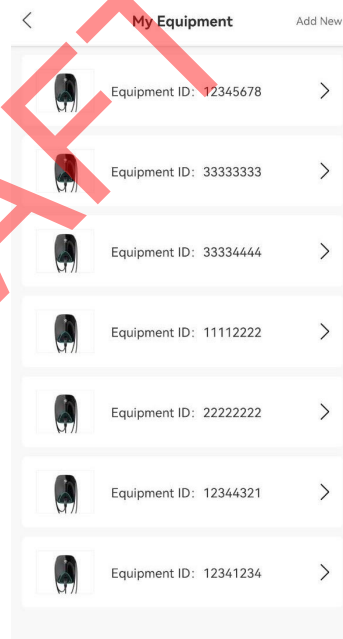 My Equipment Add New
Equipment ID: 12345678
Equipment ID: 33333333
Equipment ID: 33334444
Equipment ID: 11112222
Equipment ID: 22222222
Equipment ID: 12344321
Equipment ID: 12341234